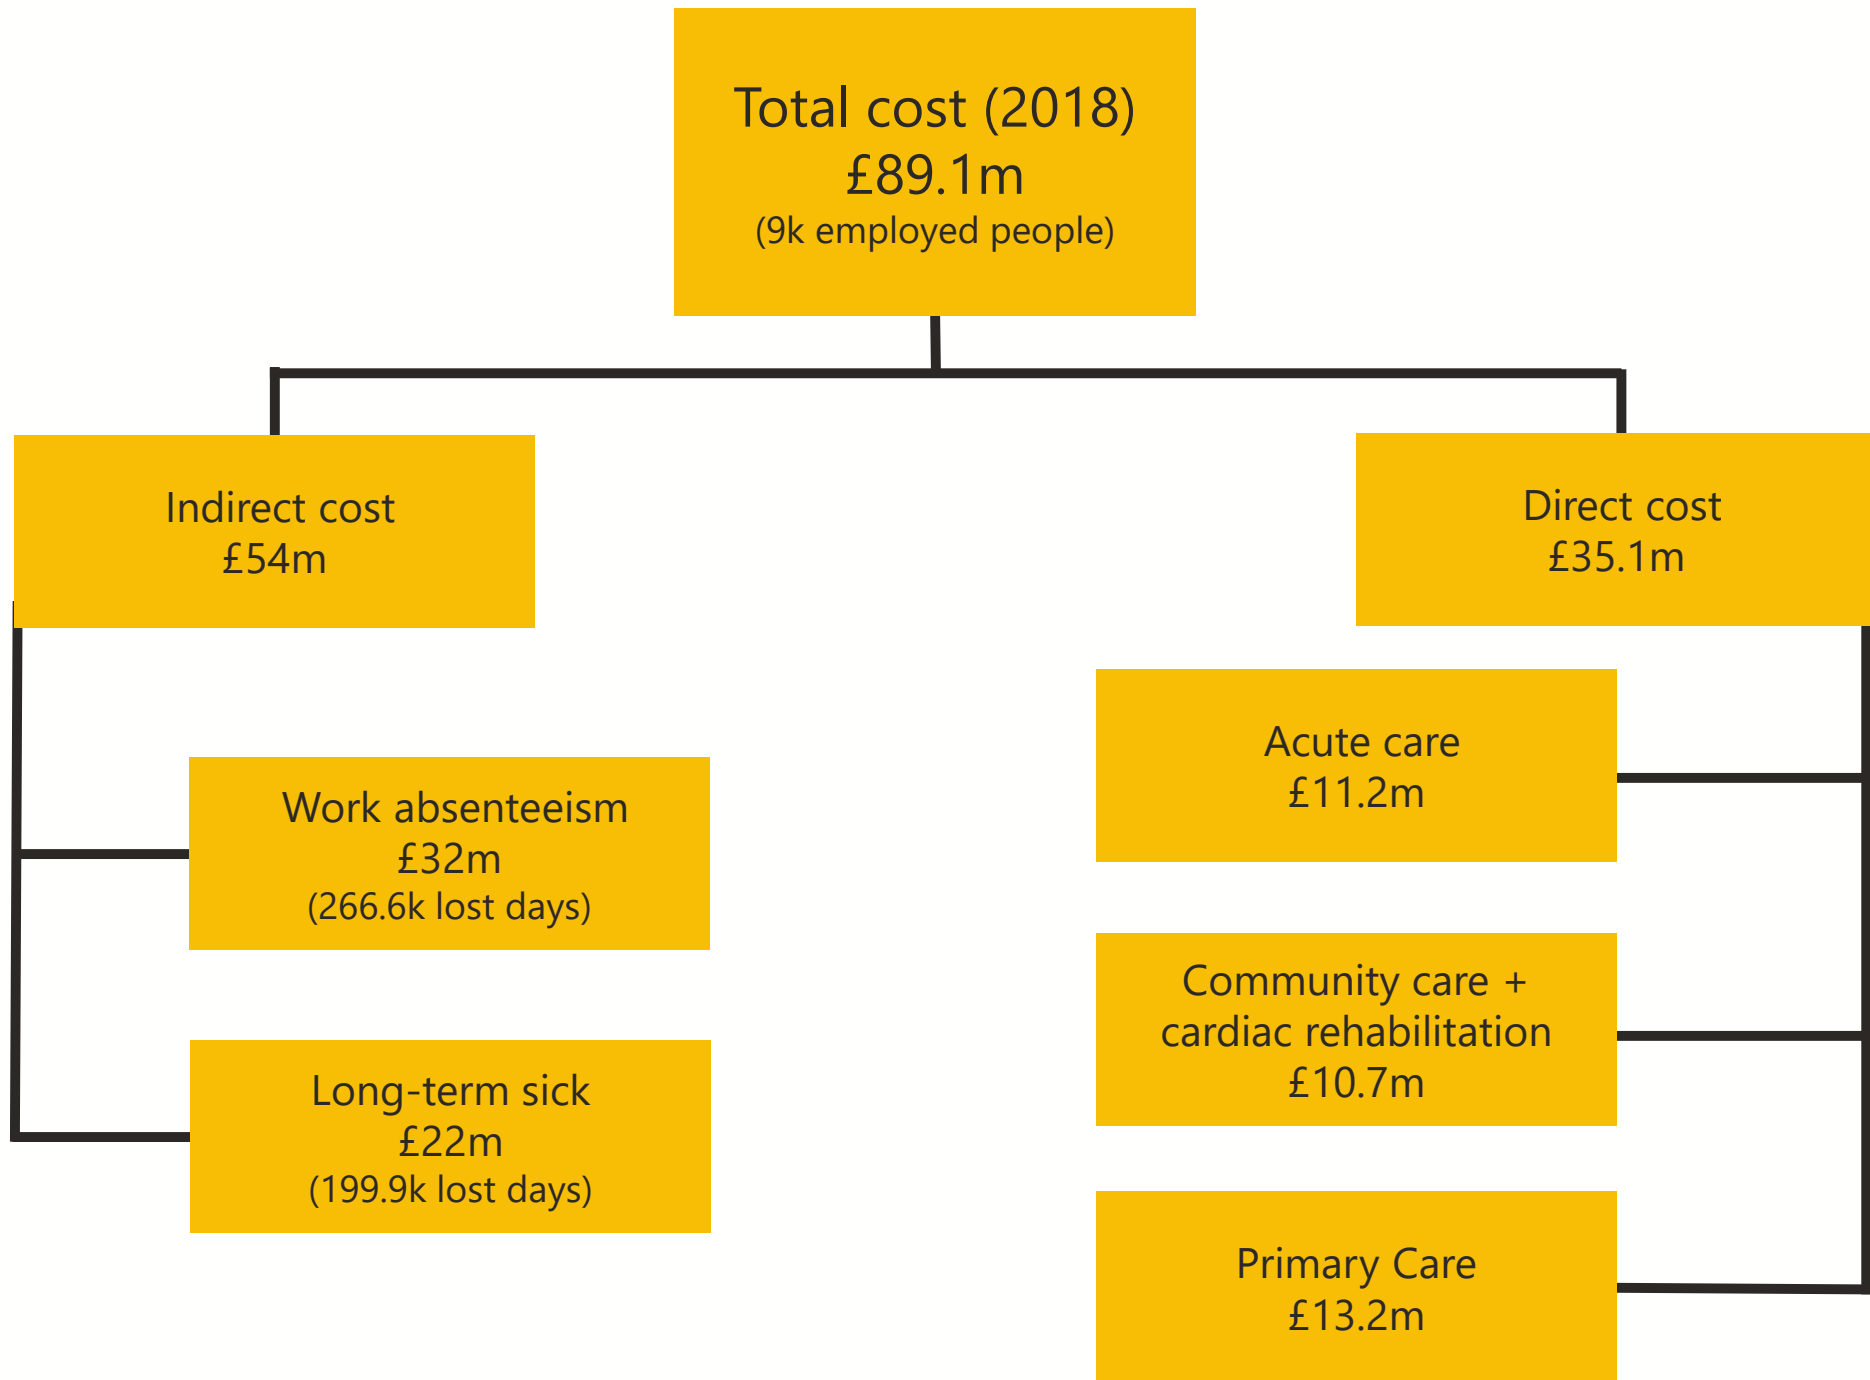 Total cost (2018)
£89.1m
(9k employed people)
Indirect cost
£54m
Direct cost
£35.1m
Work absenteeism
£32m
(266.6k lost days)
Long-term sick
£22m
(199.9k lost days)
Acute care
£11.2m
Community care +
cardiac rehabilitation
£10.7m
Primary Care
£13.2m